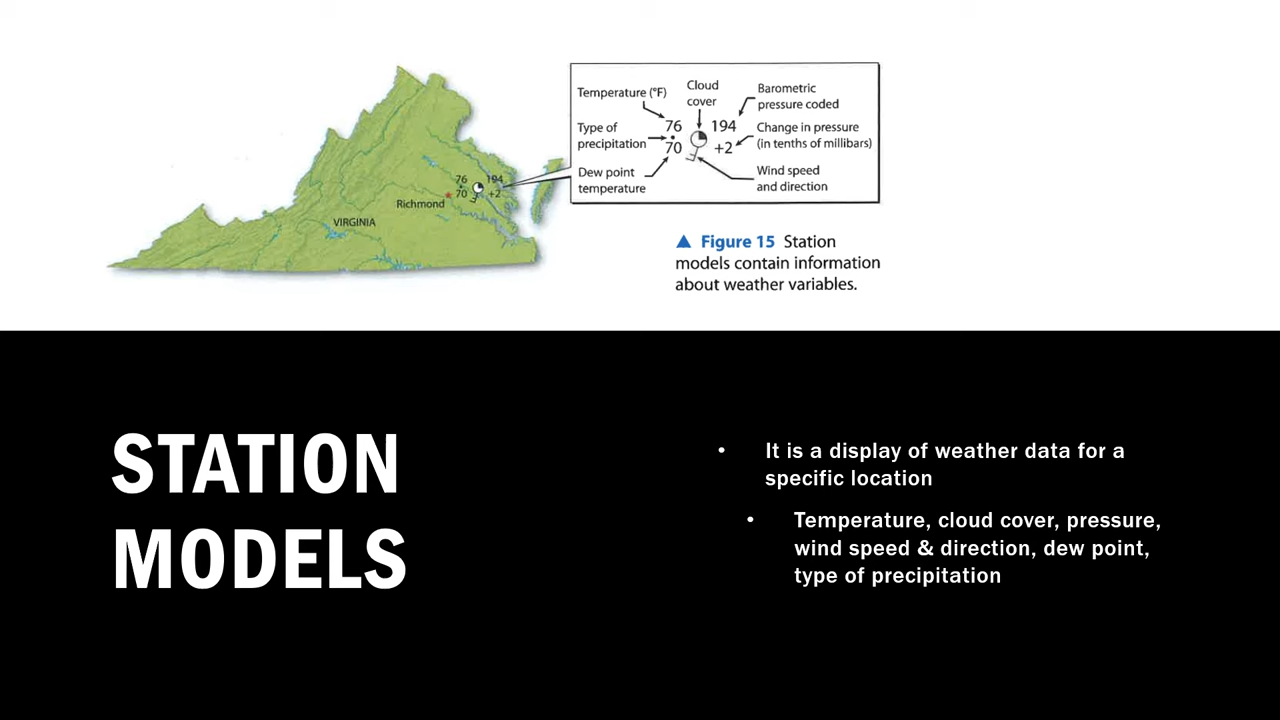 Temperature (°F)
Cloud
cover
Barometric
pressure coded
76
194
Type of
precipitation
Change in pressure
(in tenths of millibars)
70
+2
Dew point
temperature
Wind speed
and direction
76 194
70 +2
Richmond
VIRGINIA
▲ Figure 15 Station
models contain information
about weather variables.
STATION
MODELS
• It is a display of weather data for a
specific location
• Temperature, cloud cover, pressure,
wind speed & direction, dew point,
type of precipitation